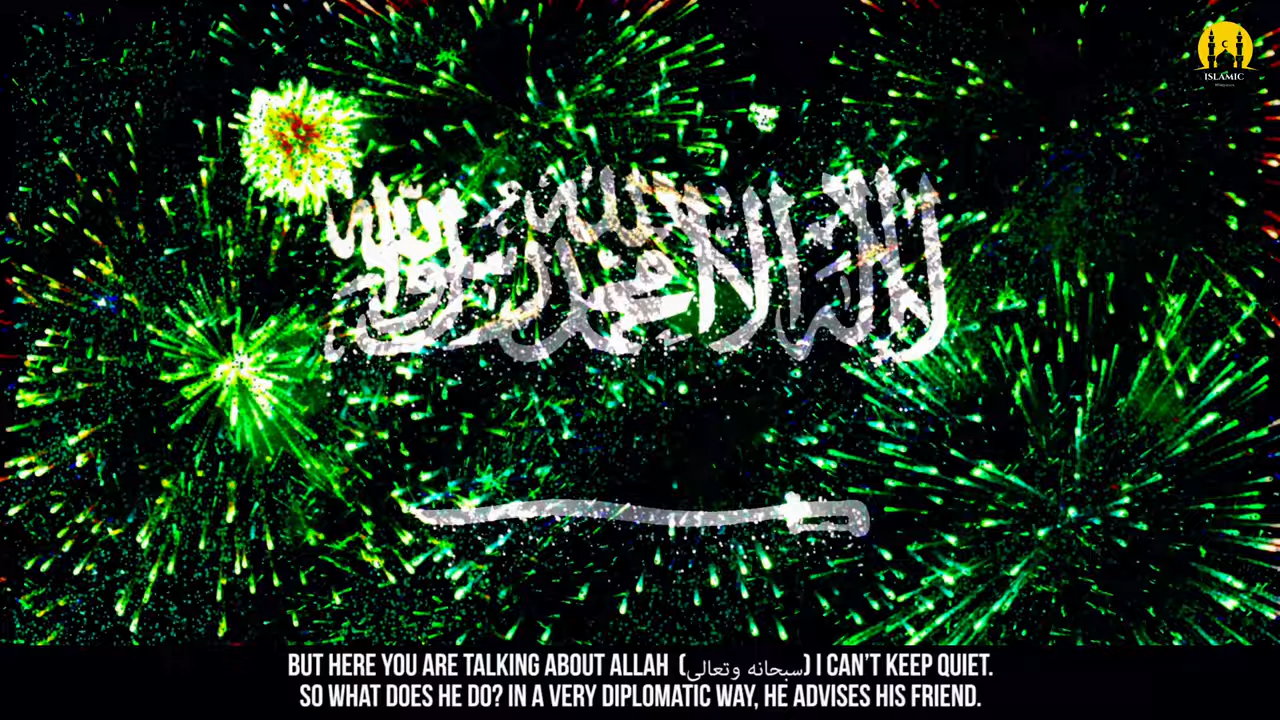 ISLAMIC
لا إله إلا الله محمد رسول الله
BUT HERE YOU ARE TALKING ABOUT ALLAH (سبحانه وتعالى) I CAN'T KEEP QUIET.
SO WHAT DOES HE DO? IN A VERY DIPLOMATIC WAY, HE ADVISES HIS FRIEND.